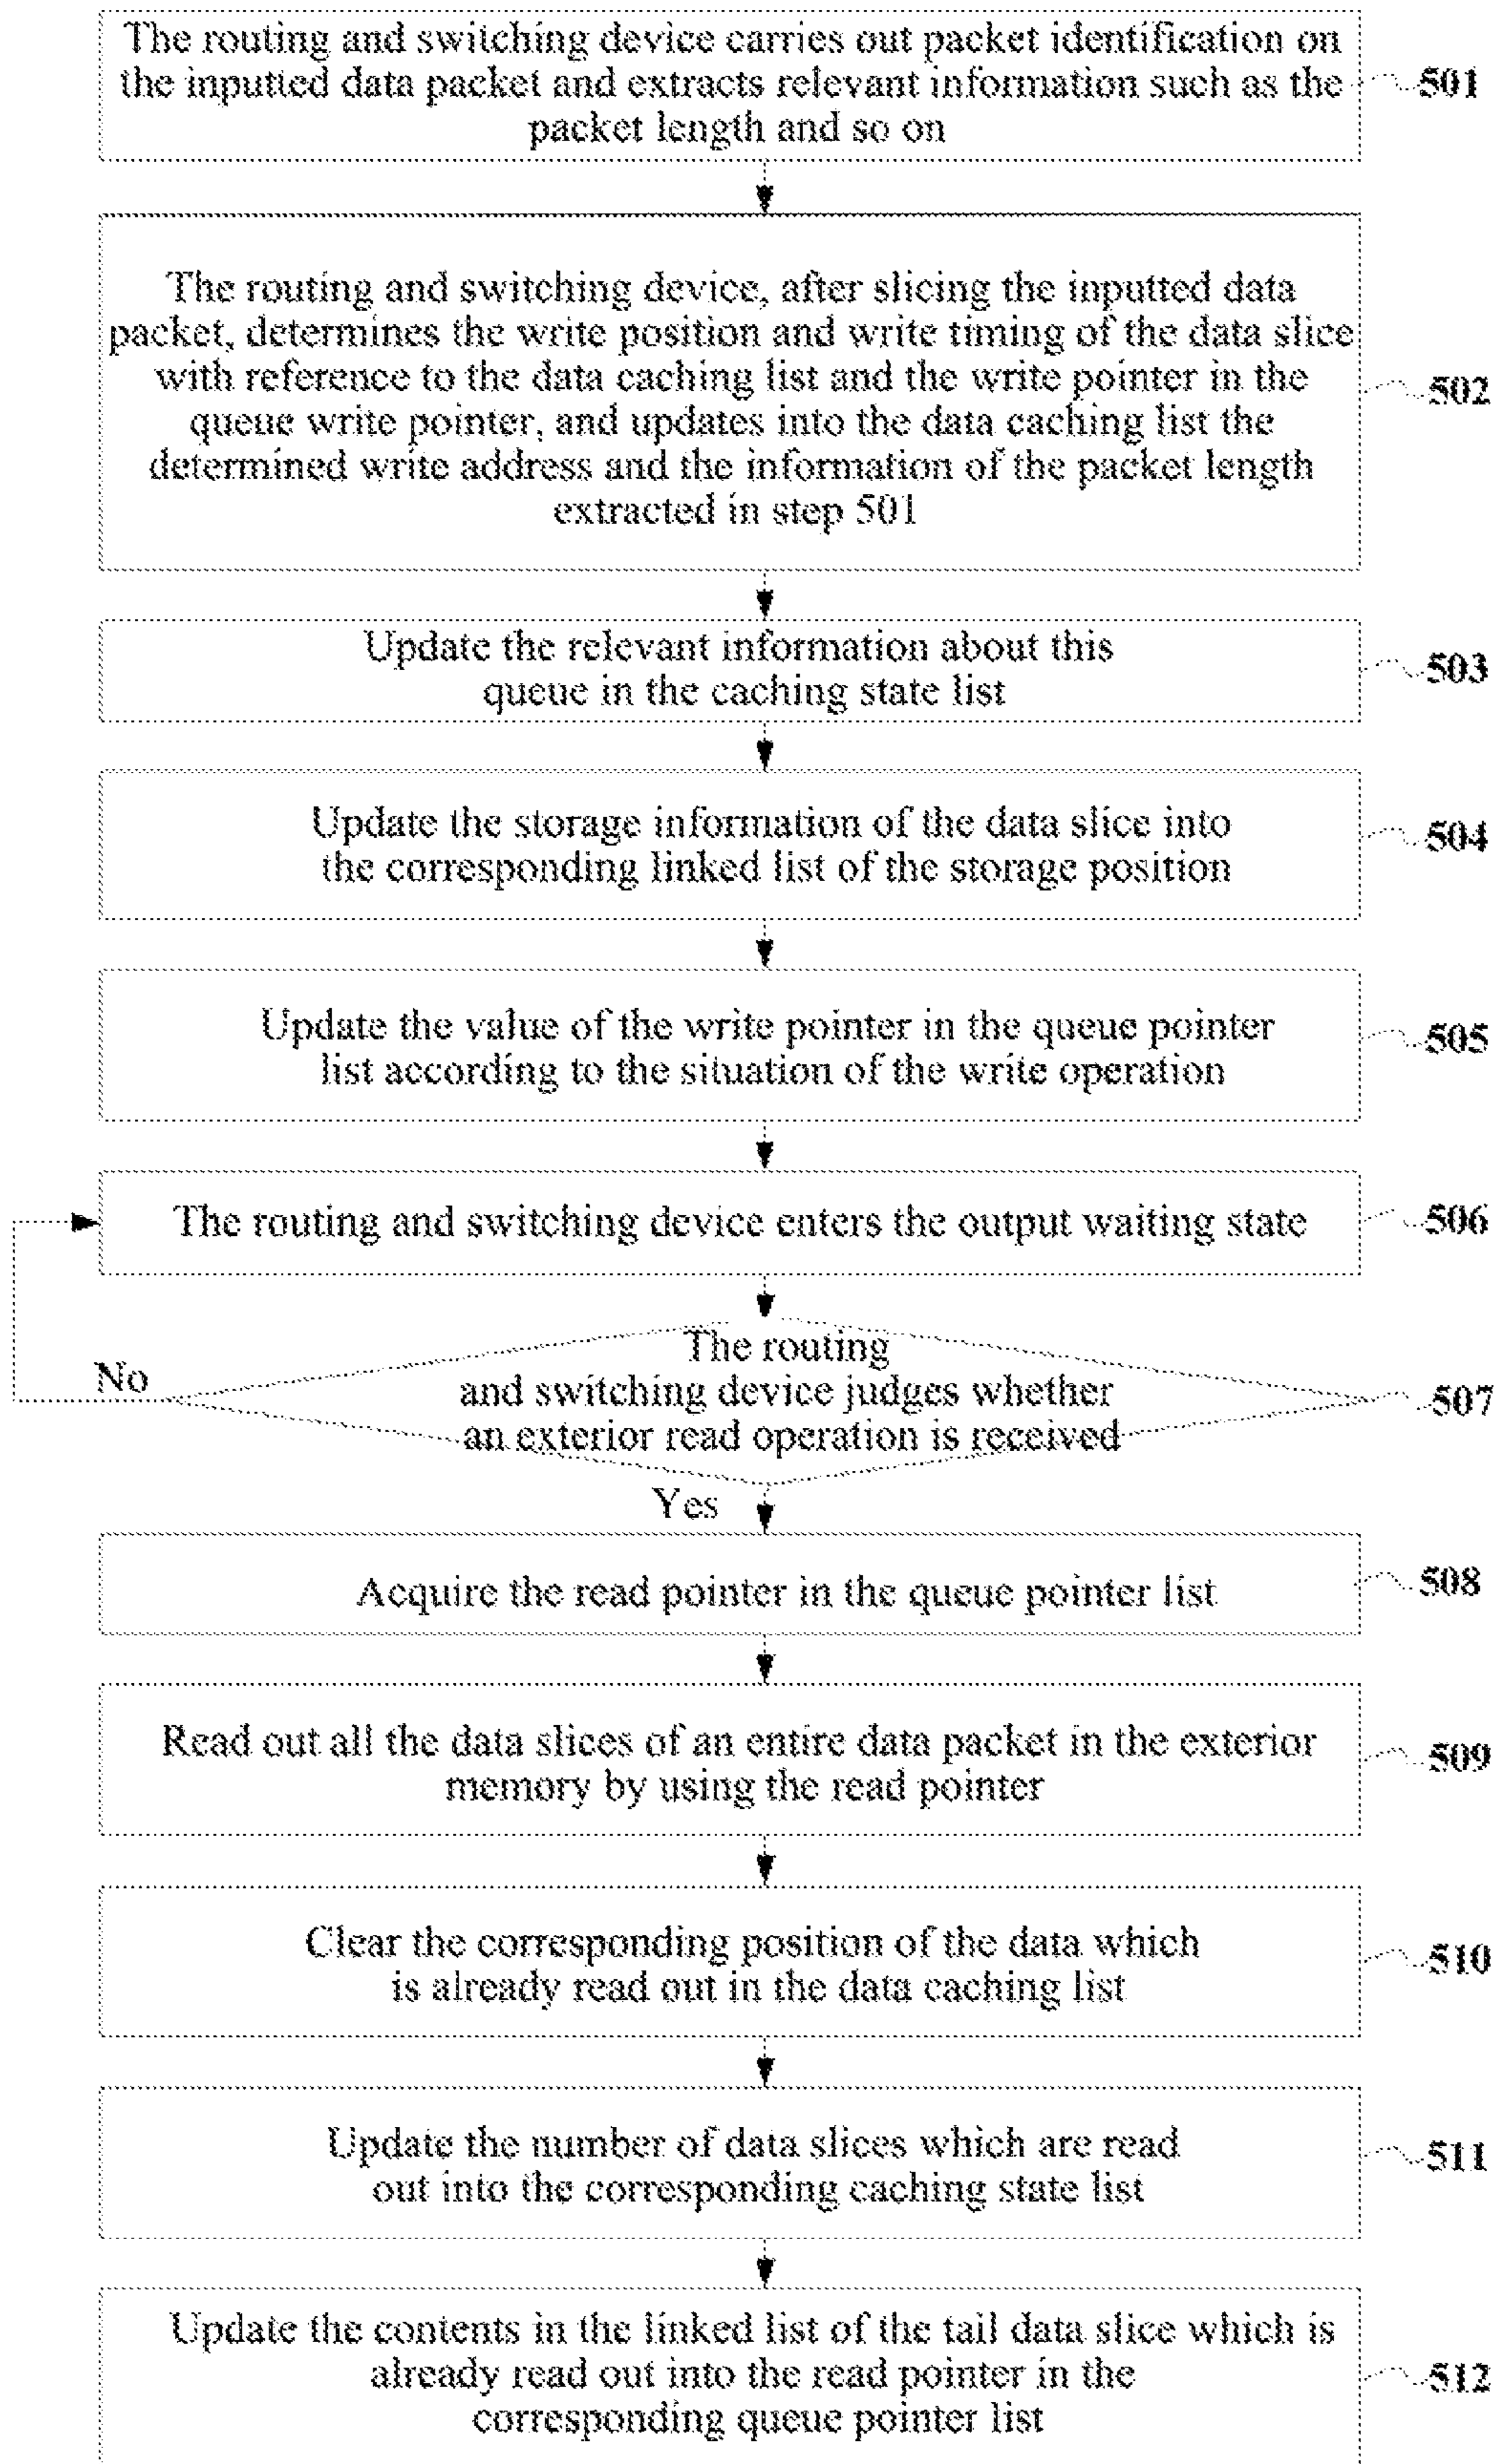 The routing and switching device carries out packet identification on
the inputted data packet and extracts relevant information such as the
packet length and so on
501
The routing and switching device, after slicing the inputted data
packet, determines the write position and write timing of the data slice
with reference to the data caching list and the write pointer in the
queue write pointer, and updates into the data caching list the
determined write address and the information of the packet length
extracted in step 501
502
Update the relevant information about this
queue in the caching state list
503
Update the storage information of the data slice into
the corresponding linked list of the storage position
504
Update the value of the write pointer in the queue pointer
list according to the situation of the write operation
505
The routing and switching device enters the output waiting state
506
The routing
and switching device judges whether
an exterior read operation is received
507
No
Yes
Acquire the read pointer in the queue pointer list
508
Read out all the data slices of an entire data packet in the exterior
memory by using the read pointer
509
Clear the corresponding position of the data which
is already read out in the data caching list
510
Update the number of data slices which are read
out into the corresponding caching state list
511
Update the contents in the linked list of the tail data slice which is
already read out into the read pointer in the
corresponding queue pointer list
512